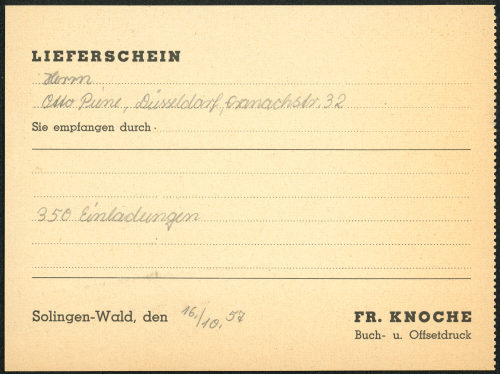 LIEFERSCHEIN
Herrn
Otto Piene, Düsseldorf, Cranachstr. 32
Sie empfangen durch
350 Einladungen
Solingen-Wald, den 16./10. 57
FR. KNOCHE
Buch- u. Offsetdruck